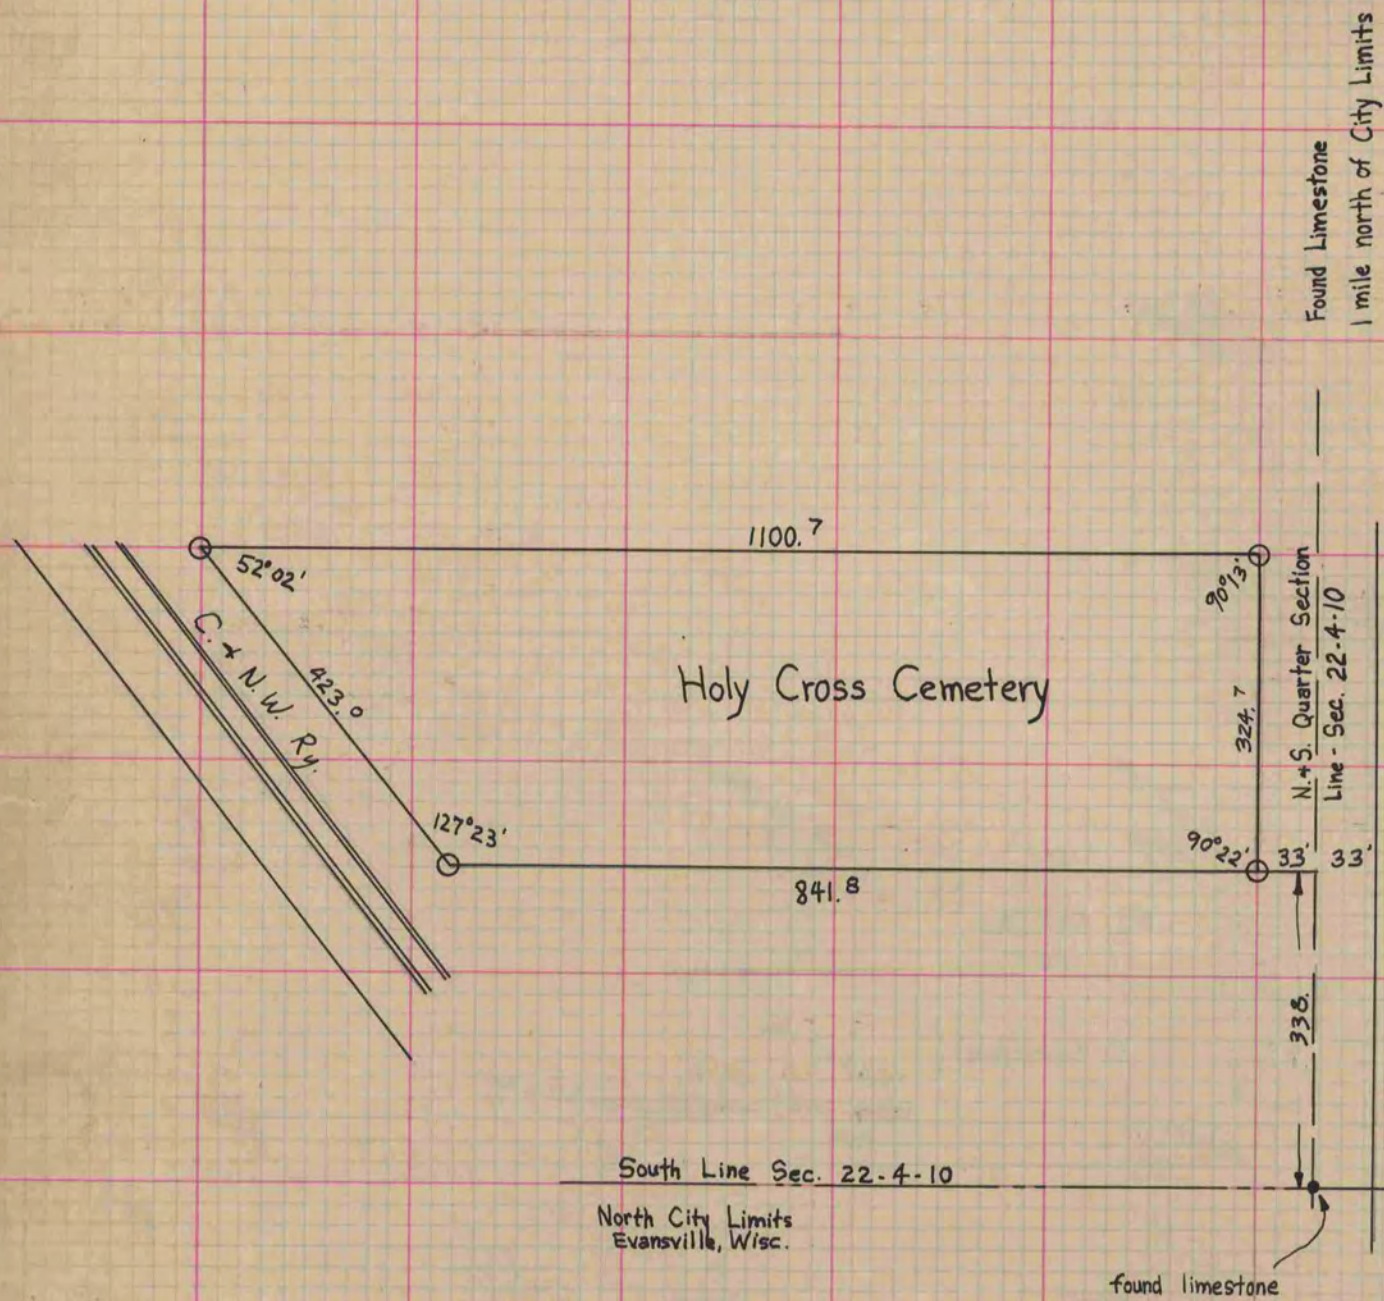 Found Limestone
1 mile north of City Limits
1100.7
52°02'
90°13'
C. & N.W. Ry.
423.0
Holy Cross Cemetery
324.7
N. & S. Quarter Section
Line - Sec. 22-4-10
127°23'
90°22'
33.
33'
841.8
338.
South Line Sec. 22-4-10
North City Limits
Evansville, Wisc.
found limestone